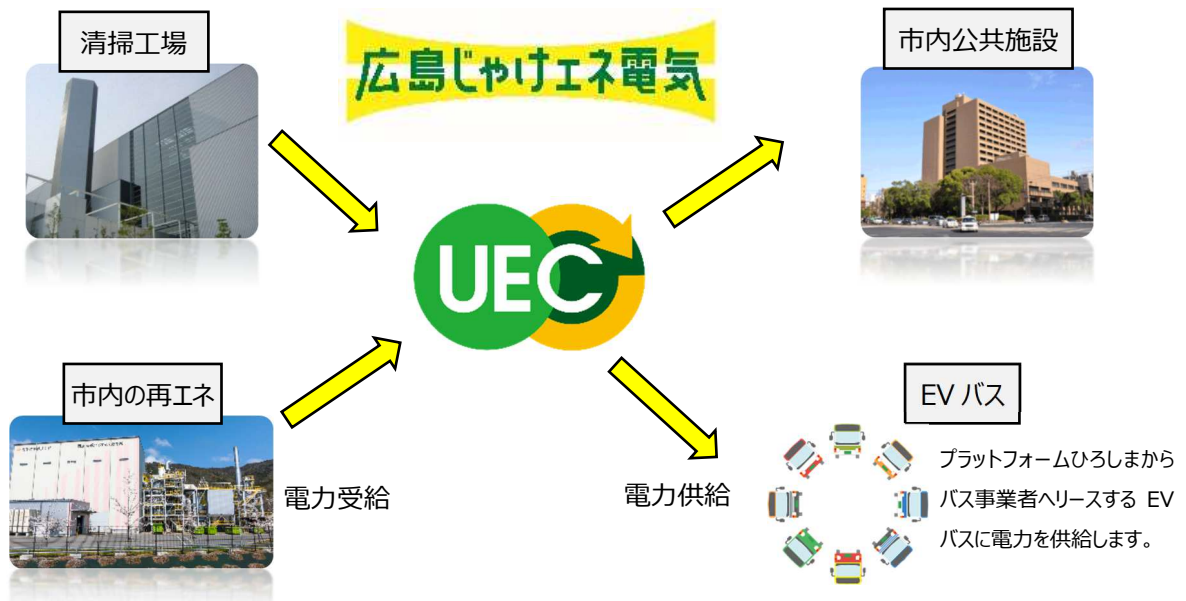 清掃工場
広島じゃけエネ電気
市内公共施設
UEC
市内の再エネ
電力受給
電力供給
EV バス
プラットフォームひろしまから
バス事業者へリースする EV
バスに電力を供給します。